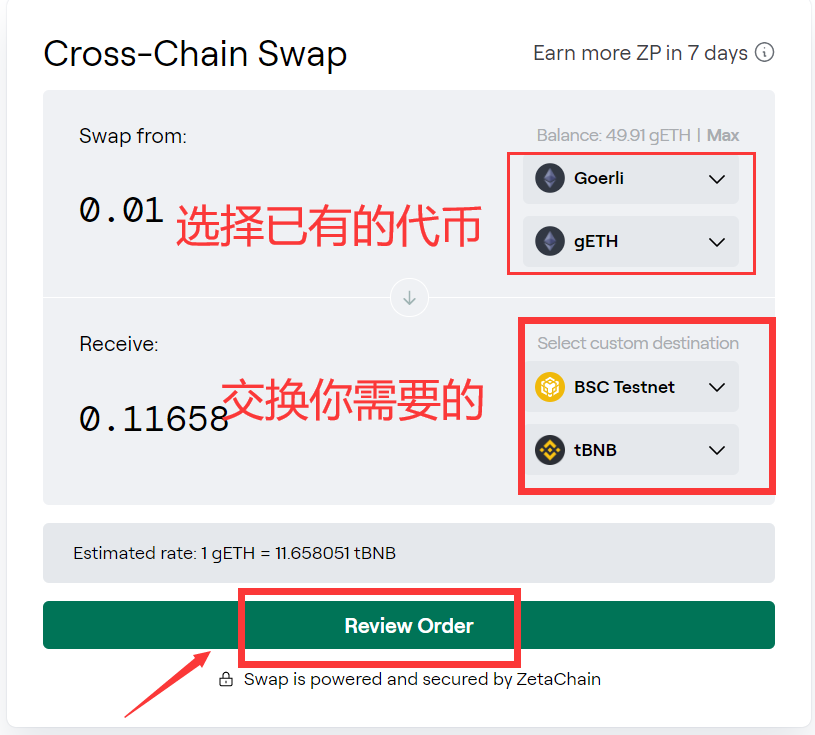 Cross-Chain Swap
Earn more ZP in 7 days
Swap from:
Balance: 49.91 gETH | Max
Goerli
0.01
选择已有的代币
gETH
Receive:
Select custom destination
BSC Testnet
0.11658
交换你需要的
tBNB
Estimated rate: 1 gETH = 11.658051 tBNB
Review Order
Swap is powered and secured by ZetaChain